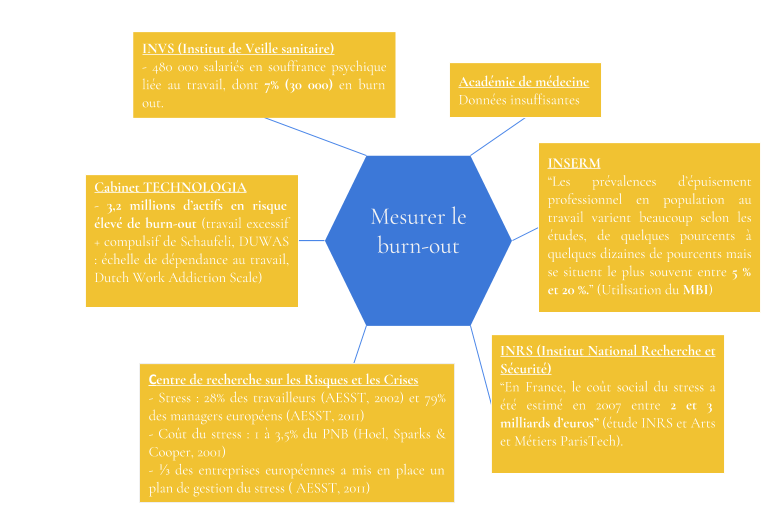 INVS (Institut de Veille sanitaire)
- 480 000 salariés en souffrance psychique
liée au travail, dont 7% (30 000) en burn
out.
Académie de médecine
Données insuffisantes
INSERM
“Les prévalences d’épuisement
professionnel en population au
travail varient beaucoup selon les
études, de quelques pourcents à
quelques dizaines de pourcents mais
se situent le plus souvent entre 5 %
et 20 %.” (Utilisation du MBI)
Cabinet TECHNOLOGIA
- 3,2 millions d’actifs en risque
élevé de burn-out (travail excessif
+ compulsif de Schaufeli, DUWAS
: échelle de dépendance au travail,
Dutch Work Addiction Scale)
Mesurer le
burn-out
INRS (Institut National Recherche et
Sécurité)
“En France, le coût social du stress a
été estimé en 2007 entre 2 et 3
milliards d’euros” (étude INRS et Arts
et Métiers ParisTech).
Centre de recherche sur les Risques et les Crises
- Stress : 28% des travailleurs (AESST, 2002) et 79%
des managers européens (AESST, 2011)
- Coût du stress : 1 à 3,5% du PNB (Hoel, Sparks &
Cooper, 2001)
- ⅓ des entreprises européennes a mis en place un
plan de gestion du stress ( AESST, 2011)